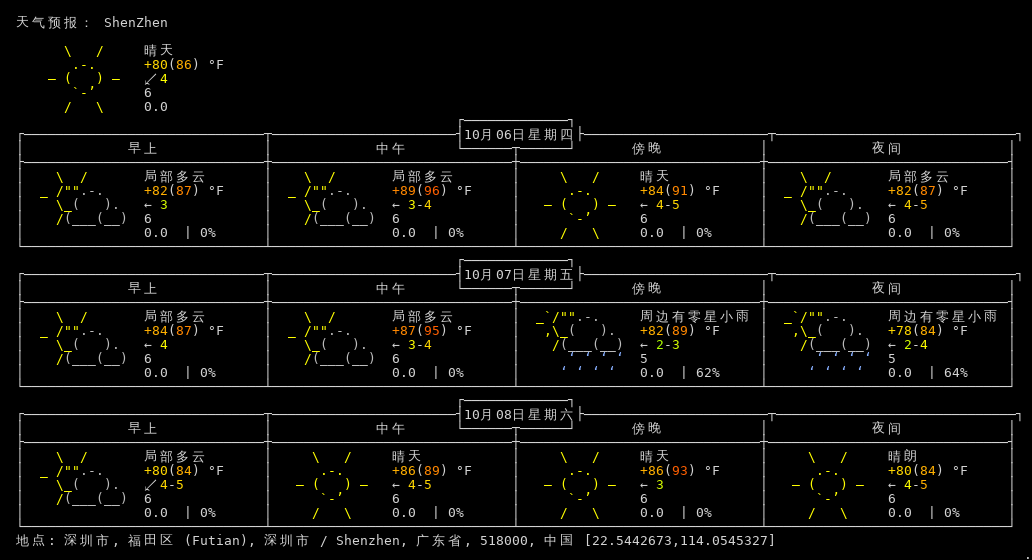 天气预报： ShenZhen
晴天
+80(86) °F
↙ 4
6
0.0
10月06日星期四
早上 中午 傍晚 夜间
局部多云 局部多云 晴天 局部多云
+82(87) °F +89(96) °F +84(91) °F +82(87) °F
← 3 ← 3-4 ← 4-5 ← 4-5
6 6 6 6
0.0 | 0% 0.0 | 0% 0.0 | 0% 0.0 | 0%
10月07日星期五
早上 中午 傍晚 夜间
局部多云 局部多云 周边有零星小雨 周边有零星小雨
+84(87) °F +87(95) °F +82(89) °F +78(84) °F
← 4 ← 3-4 ← 2-3 ← 2-4
6 6 5 5
0.0 | 0% 0.0 | 0% 0.0 | 62% 0.0 | 64%
10月08日星期六
早上 中午 傍晚 夜间
局部多云 晴天 晴天 晴朗
+80(84) °F +86(89) °F +86(93) °F +80(84) °F
↙ 4-5 ← 4-5 ← 3 ← 4-5
6 6 6 6
0.0 | 0% 0.0 | 0% 0.0 | 0% 0.0 | 0%
地点: 深圳市, 福田区 (Futian), 深圳市 / Shenzhen, 广东省, 518000, 中国 [22.5442673,114.0545327]